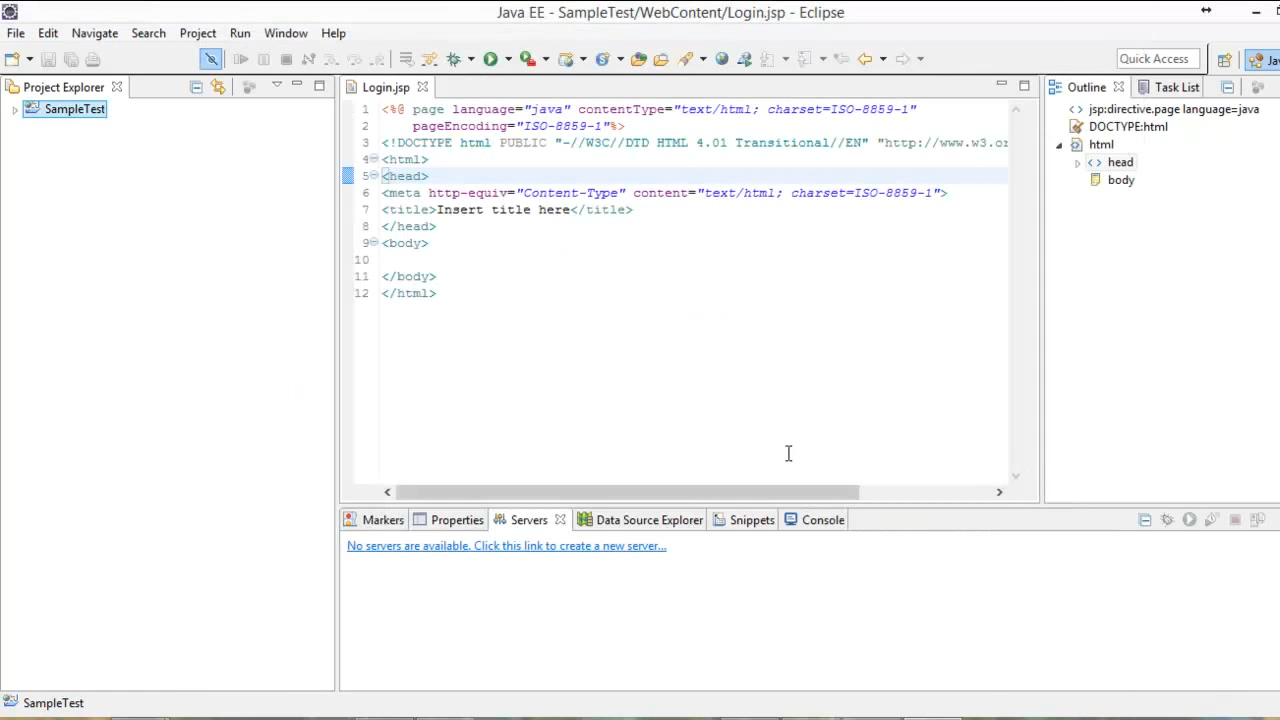 Java EE - SampleTest/WebContent/Login.jsp - Eclipse
File Edit Navigate Search Project Run Window Help
Quick Access
Project Explorer
SampleTest
Login.jsp
1 <%@ page language="java" contentType="text/html; charset=ISO-8859-1"
2 pageEncoding="ISO-8859-1"%>
3 <!DOCTYPE html PUBLIC "-//W3C//DTD HTML 4.01 Transitional//EN" "http://www.w3.or
4 <html>
5 <head>
6 <meta http-equiv="Content-Type" content="text/html; charset=ISO-8859-1">
7 <title>Insert title here</title>
8 </head>
9 <body>
10
11 </body>
12 </html>
Outline Task List
jsp:directive.page language=java
DOCTYPE:html
html
head
body
Markers Properties Servers Data Source Explorer Snippets Console
No servers are available. Click this link to create a new server...
SampleTest